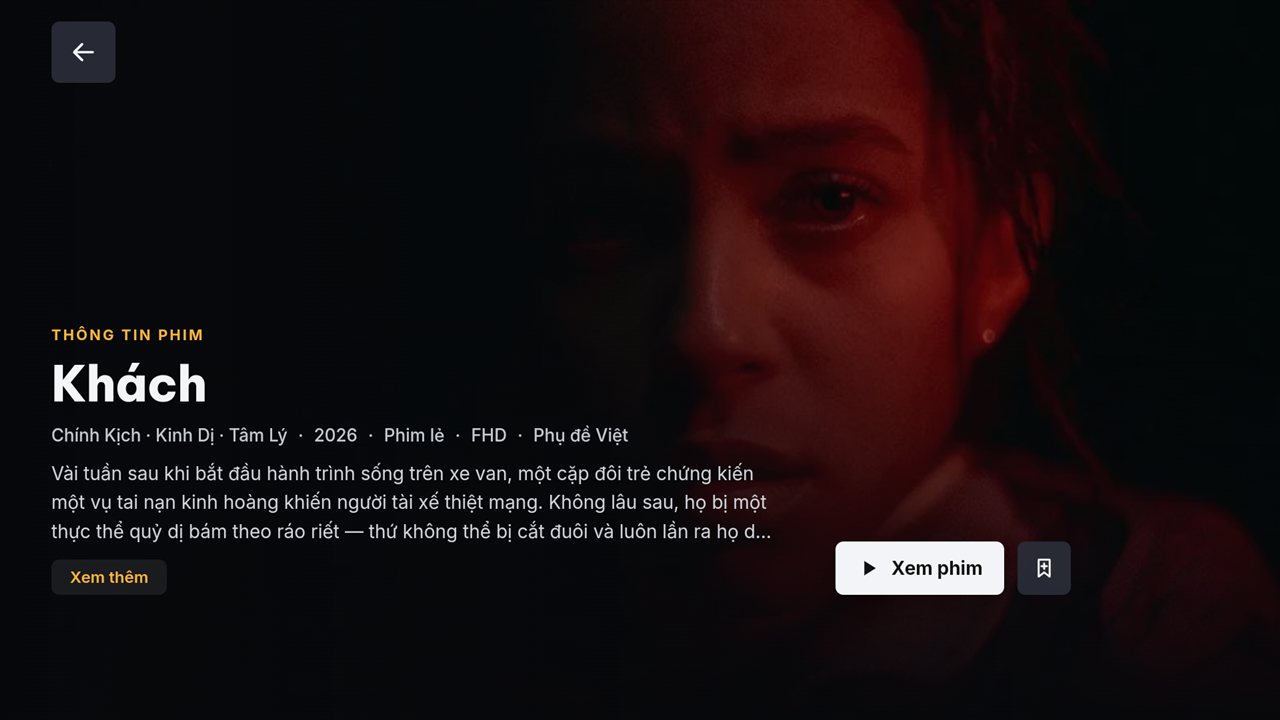 THÔNG TIN PHIM
Khách
Chính Kịch · Kinh Dị · Tâm Lý · 2026 · Phim lẻ · FHD · Phụ đề Việt
Vài tuần sau khi bắt đầu hành trình sống trên xe van, một cặp đôi trẻ chứng kiến
một vụ tai nạn kinh hoàng khiến người tài xế thiệt mạng. Không lâu sau, họ bị một
thực thể quỷ dị bám theo ráo riết — thứ không thể bị cắt đuôi và luôn lần ra họ d...
Xem thêm
Xem phim